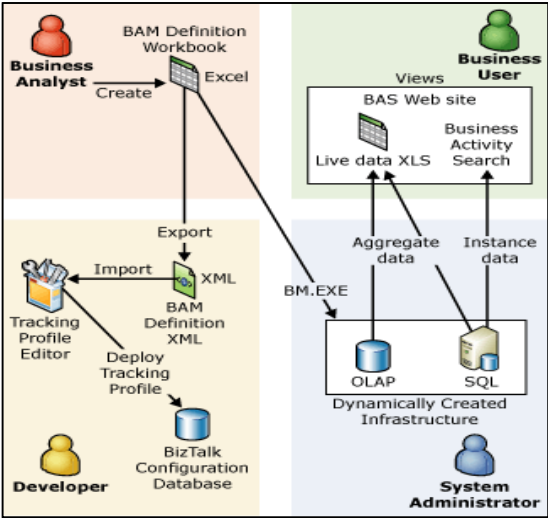 BAM Definition
Workbook
Business
Analyst
Excel
Create
Business
User
Views
BAS Web site
Business
Activity
Search
Live data XLS
Export
Import
XML
BAM
Definition
XML
Tracking
Profile
Editor
Deploy
Tracking
Profile
BizTalk
Configuration
Database
Developer
Aggregate
data
Instance
data
BM.EXE
OLAP
SQL
Dynamically Created
Infrastructure
System
Administrator